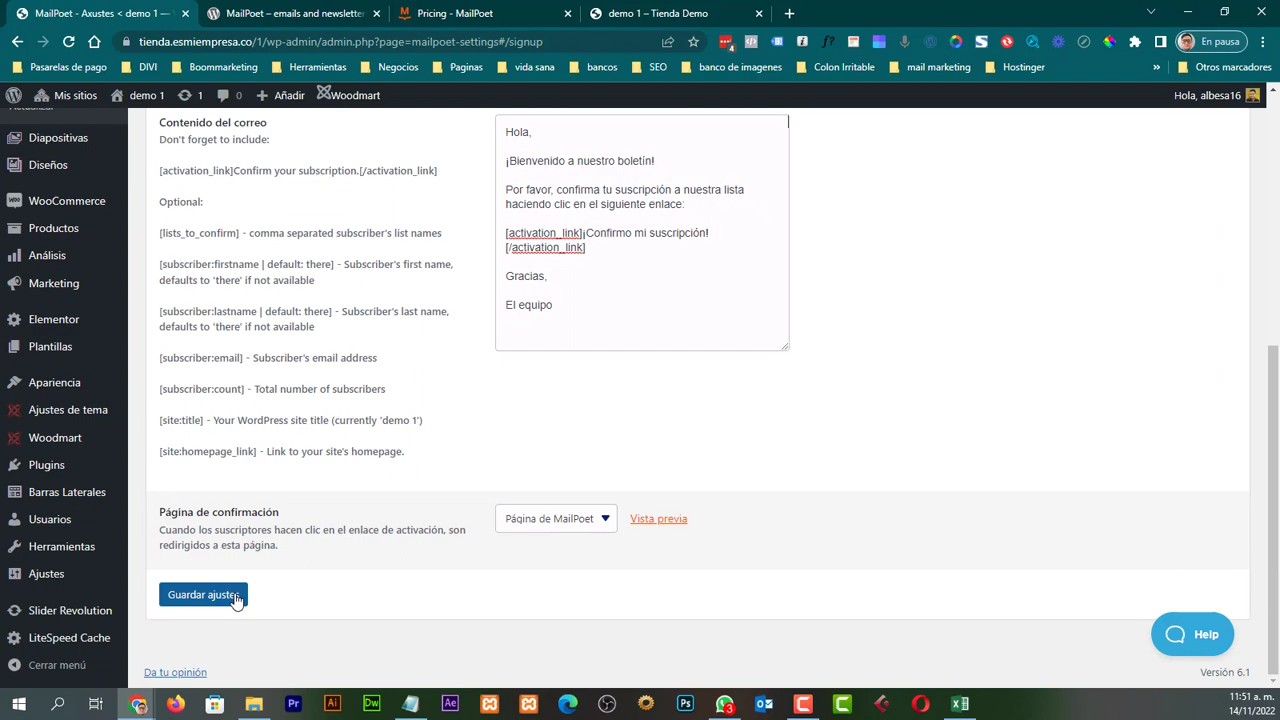 MailPoet - Axustes < demo 1 —
MailPoet – emails and newsletter
Pricing - MailPoet
demo 1 – Tienda Demo
tienda.esmiempresa.co/1/wp-admin/admin.php?page=mailpoet-settings#/signup
4
En pausa
Pasarelas de pago
DIVI
Boommarketing
Herramientas
Negocios
Paginas
vida sana
bancos
SEO
banco de imagenes
Colon Irritable
mail marketing
Hostinger
»
Otros marcadores
Mis sitios
demo 1
1
0
Añadir
Woodmart
Hola, albesa16
Diapositivas
Diseños
WooCommerce
Productos
Análisis
Marketing
Elementor
Plantillas
Apariencia
Ajustes de tema
Woodmart
Plugins
Barras Laterales
Usuarios
Herramientas
Ajustes
Slider Revolution
LiteSpeed Cache
Cerrar menú
Contenido del correo
Don't forget to include:
[activation_link]Confirm your subscription.[/activation_link]
Optional:
[lists_to_confirm] - comma separated subscriber's list names
[subscriber:firstname | default: there] - Subscriber's first name,
defaults to 'there' if not available
[subscriber:lastname | default: there] - Subscriber's last name,
defaults to 'there' if not available
[subscriber:email] - Subscriber's email address
[subscriber:count] - Total number of subscribers
[site:title] - Your WordPress site title (currently 'demo 1')
[site:homepage_link] - Link to your site's homepage.
Hola,
¡Bienvenido a nuestro boletín!
Por favor, confirma tu suscripción a nuestra lista
haciendo clic en el siguiente enlace:
[activation_link]¡Confirmo mi suscripción!
[/activation_link]
Gracias,
El equipo
Página de confirmación
Cuando los suscriptores hacen clic en el enlace de activación, son
redirigidos a esta página.
Página de MailPoet
Vista previa
Guardar ajustes
Help
Da tu opinión
Versión 6.1
3
11:51 a. m.
14/11/2022